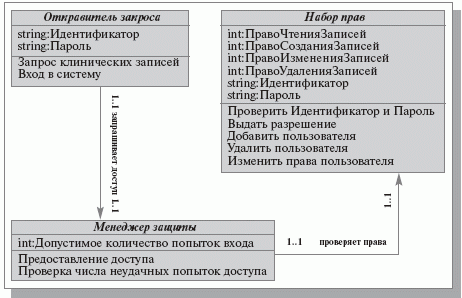 Отправитель запроса
string:Идентификатор
string:Пароль
Запрос клинических записей
Вход в систему
Набор прав
int:ПравоЧтенияЗаписей
int:ПравоСозданияЗаписей
int:ПравоИзмененияЗаписей
int:ПравоУдаленияЗаписей
string:Идентификатор
string:Пароль
Проверить Идентификатор и Пароль
Выдать разрешение
Добавить пользователя
Удалить пользователя
Изменить права пользователя
1..1 запрашивает доступ 1..1
Менеджер защиты
int:Допустимое количество попыток входа
Предоставление доступа
Проверка числа неудачных попыток доступа
1..1 проверяет права
1..1